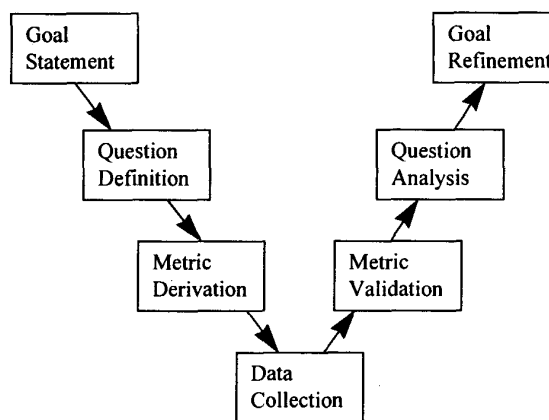 Goal
Statement
Goal
Refinement
Question
Definition
Question
Analysis
Metric
Derivation
Metric
Validation
Data
Collection